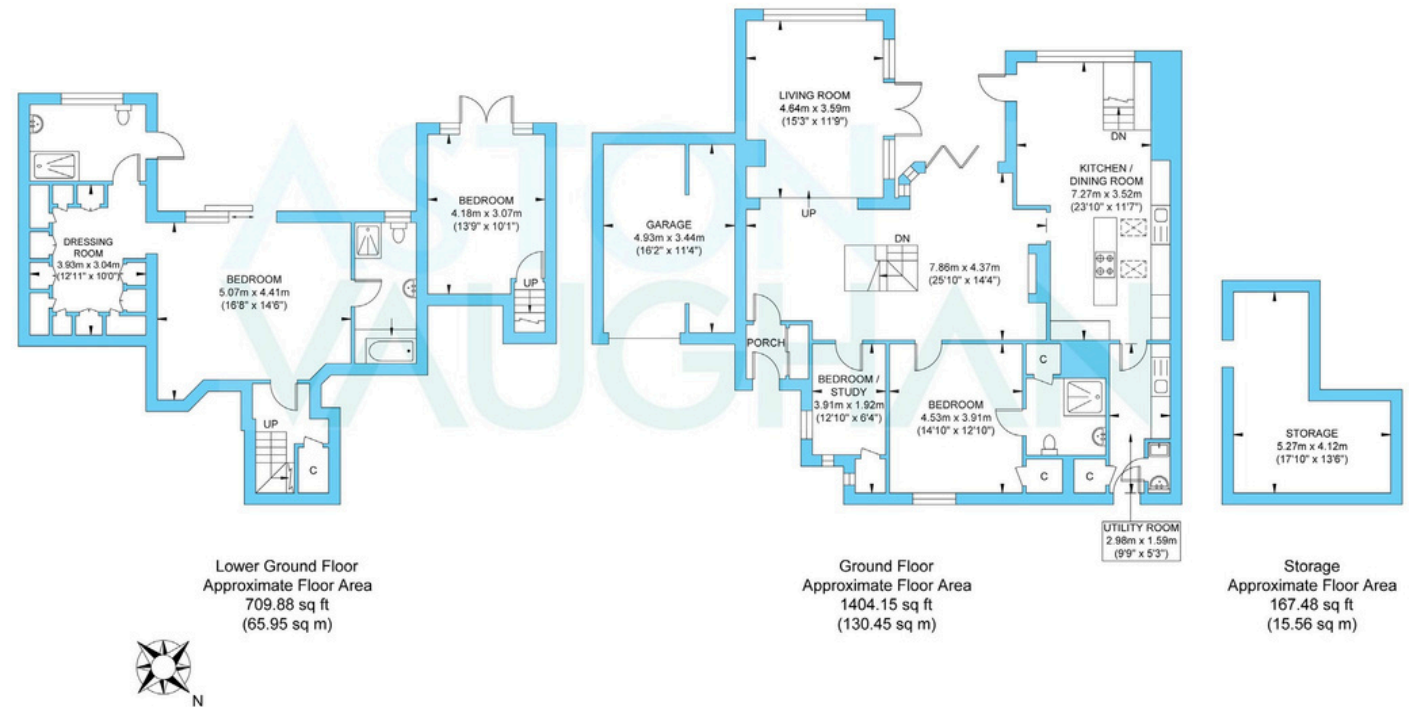 ASTON
VAUGHAN
BEDROOM
4.18m x 3.07m
(13'9" x 10'1")
UP
DRESSING
ROOM
3.93m x 3.04m
(12'11" x 10'0")
BEDROOM
5.07m x 4.41m
(16'8" x 14'6")
UP
C
Lower Ground Floor
Approximate Floor Area
709.88 sq ft
(65.95 sq m)
N
LIVING ROOM
4.64m x 3.59m
(15'3" x 11'9")
UP
GARAGE
4.93m x 3.44m
(16'2" x 11'4")
DN
7.86m x 4.37m
(25'10" x 14'4")
DN
KITCHEN /
DINING ROOM
7.27m x 3.52m
(23'10" x 11'7")
PORCH
BEDROOM /
STUDY
3.91m x 1.92m
(12'10" x 6'4")
BEDROOM
4.53m x 3.91m
(14'10" x 12'10")
C
C
C
UTILITY ROOM
2.98m x 1.59m
(9'9" x 5'3")
Ground Floor
Approximate Floor Area
1404.15 sq ft
(130.45 sq m)
STORAGE
5.27m x 4.12m
(17'10" x 13'6")
Storage
Approximate Floor Area
167.48 sq ft
(15.56 sq m)